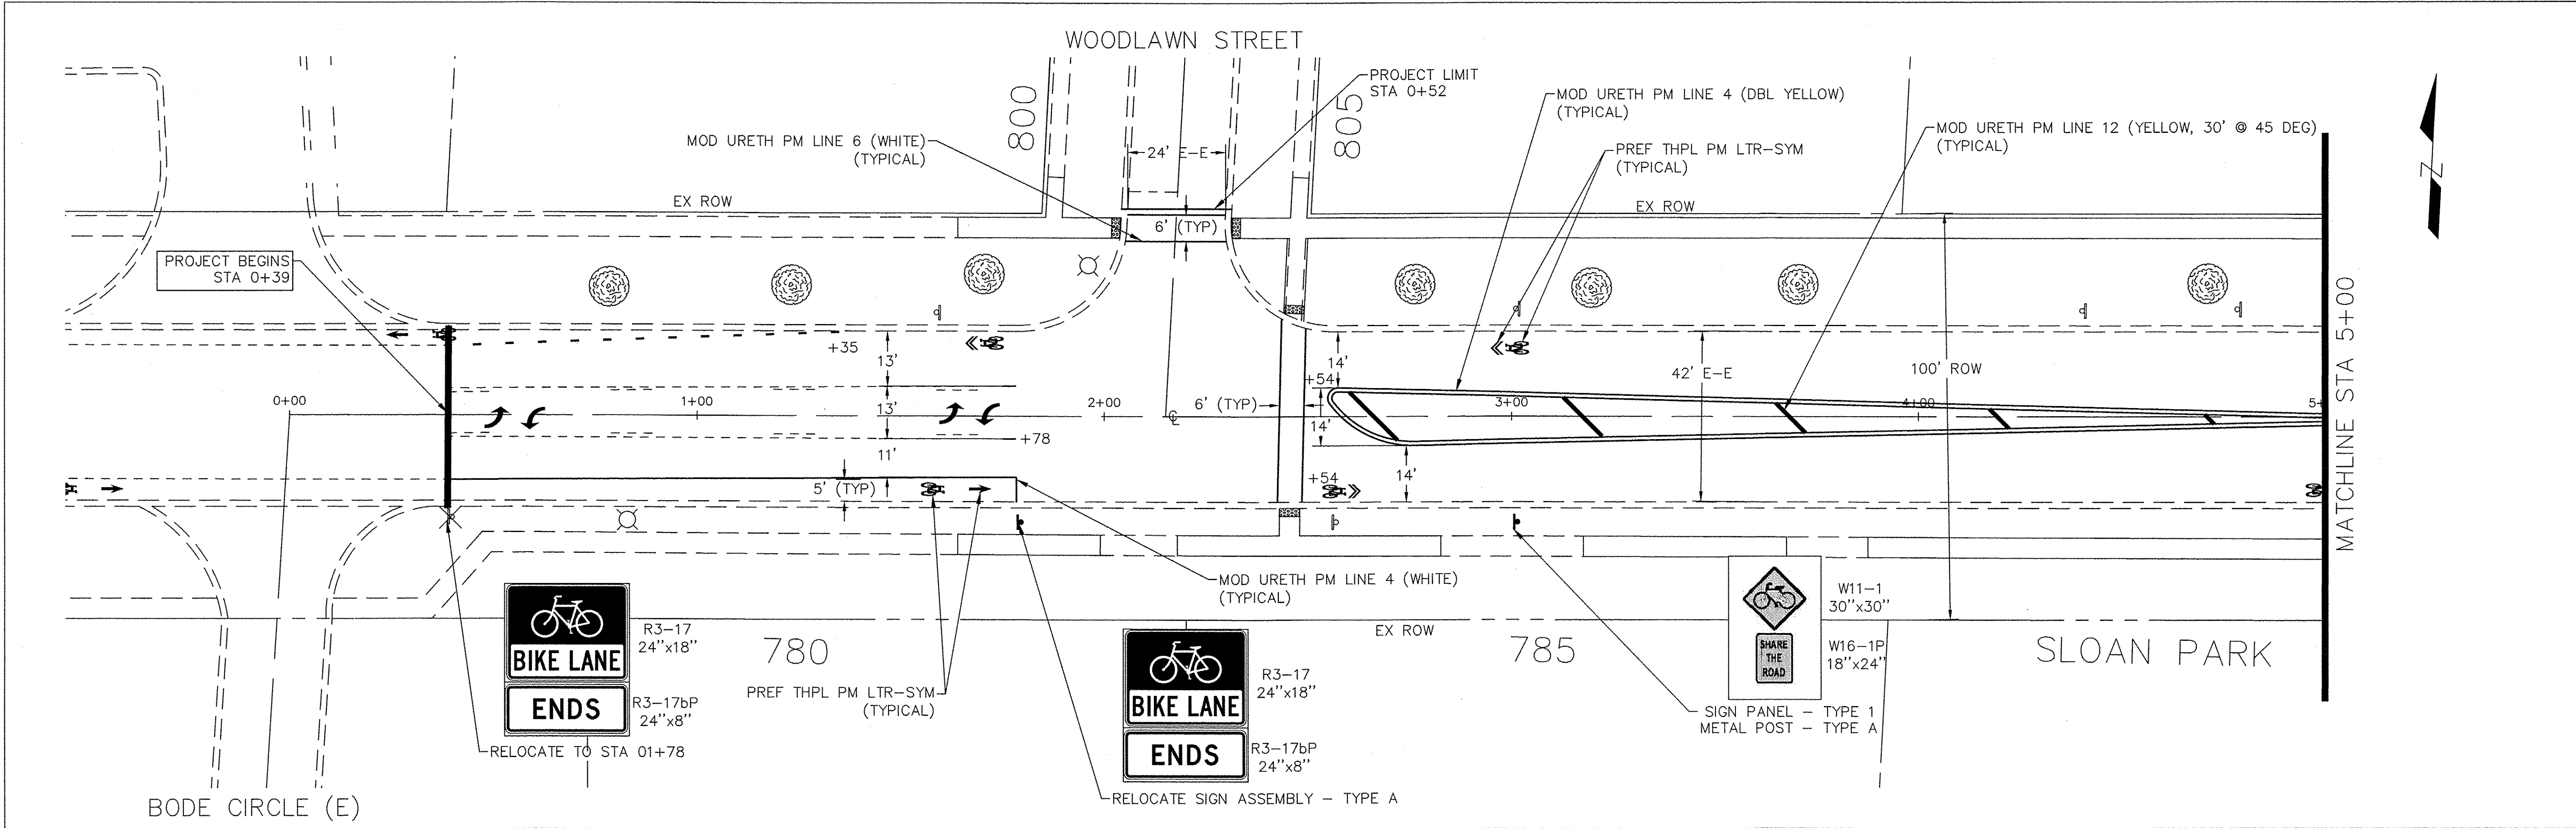 WOODLAWN STREET
PROJECT LIMIT
STA 0+52
800
805
MOD URETH PM LINE 4 (DBL YELLOW)
(TYPICAL)
MOD URETH PM LINE 6 (WHITE)
(TYPICAL)
24' E-E
PREF THPL PM LTR-SYM
(TYPICAL)
MOD URETH PM LINE 12 (YELLOW, 30' @ 45 DEG)
(TYPICAL)
Z
EX ROW
EX ROW
6' (TYP)
PROJECT BEGINS
STA 0+39
+35
13'
14'
42' E-E
100' ROW
+54
0+00
1+00
13'
2+00
℄
6' (TYP)
14'
3+00
4+00
5+
+78
11'
14'
5' (TYP)
+54
MATCHLINE STA 5+00
MOD URETH PM LINE 4 (WHITE)
(TYPICAL)
BIKE LANE
R3-17
24"x18"
ENDS
R3-17bP
24"x8"
RELOCATE TO STA 01+78
780
PREF THPL PM LTR-SYM
(TYPICAL)
EX ROW
BIKE LANE
R3-17
24"x18"
ENDS
R3-17bP
24"x8"
RELOCATE SIGN ASSEMBLY - TYPE A
785
W11-1
30"x30"
SHARE
THE
ROAD
W16-1P
18"x24"
SIGN PANEL - TYPE 1
METAL POST - TYPE A
SLOAN PARK
BODE CIRCLE (E)